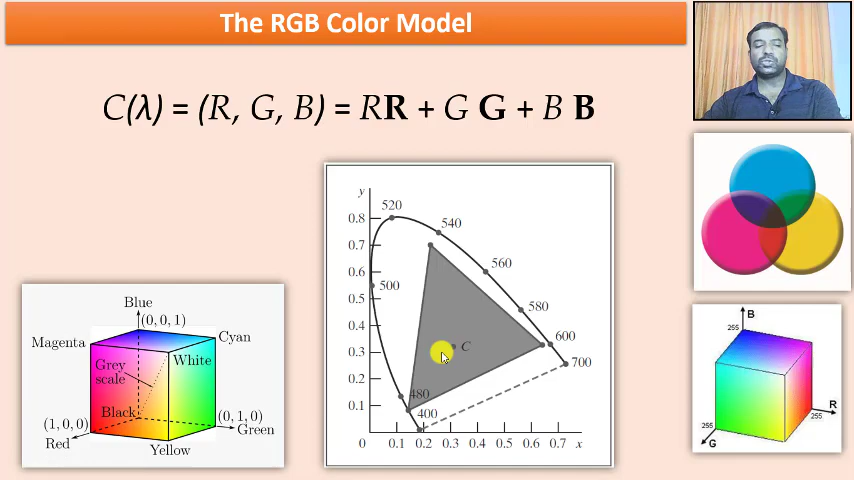 The RGB Color Model
C(λ) = (R, G, B) = RR + G G + B B
Blue
(0, 0, 1)
Magenta
Cyan
White
Grey
scale
Black
(1, 0, 0)
(0, 1, 0)
Red
Green
Yellow
y
520
0.8
540
0.7
560
0.6
500
0.5
580
0.4
600
C
0.3
700
0.2
480
0.1
400
0 0.1 0.2 0.3 0.4 0.5 0.6 0.7 x
B
255
R
255
255
G